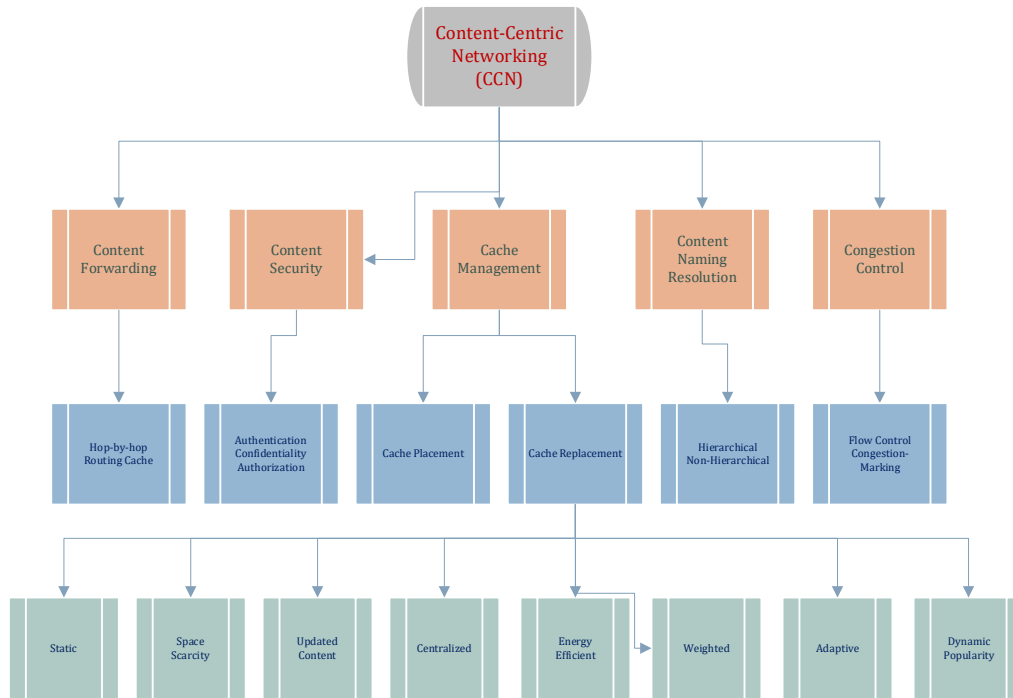 Content-Centric
Networking
(CCN)
Content
Forwarding
Content
Security
Cache
Management
Content
Naming
Resolution
Congestion
Control
Hop-by-hop
Routing Cache
Authentication
Confidentiality
Authorization
Cache Placement
Cache Replacement
Hierarchical
Non-Hierarchical
Flow Control
Congestion-
Marking
Static
Space
Scarcity
Updated
Content
Centralized
Energy
Efficient
Weighted
Adaptive
Dynamic
Popularity